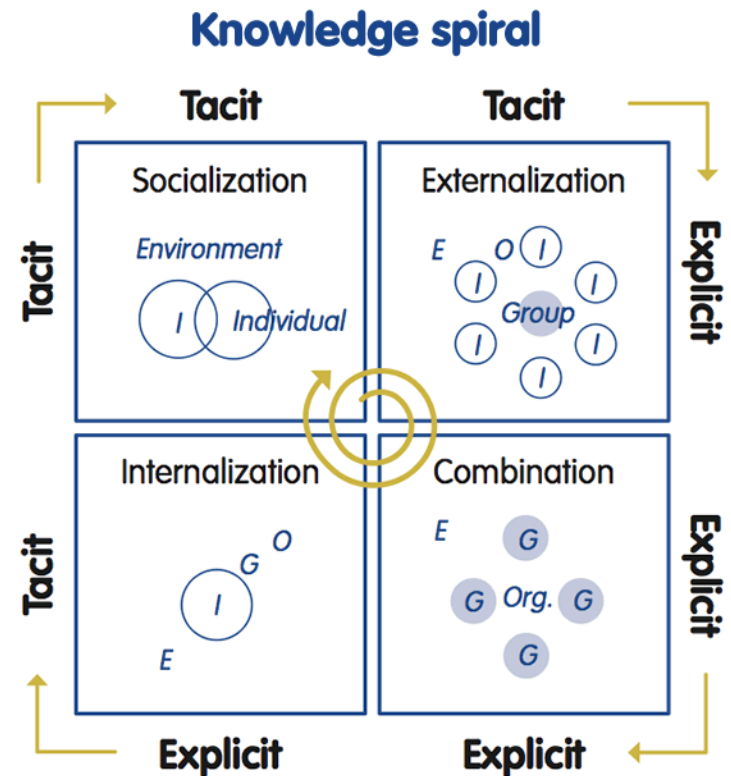 Knowledge spiral
Tacit
Tacit
Tacit
Socialization
Environment
I
Individual
Externalization
E
O
I
I
I
Group
I
I
I
Explicit
Tacit
Internalization
O
G
I
E
Combination
E
G
G
Org.
G
G
Explicit
Explicit
Explicit